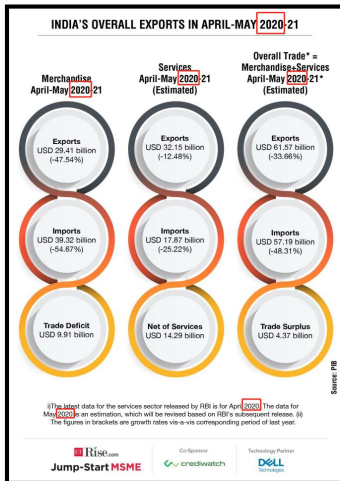 INDIA'S OVERALL EXPORTS IN APRIL-MAY 2020-21
Merchandise
April-May 2020-21
Services
April-May 2020-21
(Estimated)
Overall Trade* =
Merchandise+Services
April-May 2020-21*
(Estimated)
Exports
USD 29.41 billion
(-47.54%)
Exports
USD 32.15 billion
(-12.48%)
Exports
USD 61.57 billion
(-33.66%)
Imports
USD 39.32 billion
(-54.67%)
Imports
USD 17.87 billion
(-25.22%)
Imports
USD 57.19 billion
(-48.31%)
Trade Deficit
USD 9.91 billion
Net of Services
USD 14.29 billion
Trade Surplus
USD 4.37 billion
Source: PIB
i)The latest data for the services sector released by RBI is for April 2020. The data for
May 2020 is an estimation, which will be revised based on RBI's subsequent release. (ii)
The figures in brackets are growth rates vis-a-vis corresponding period of last year.
ET Rise.com
Jump-Start MSME
Co-Sponsor
crediwatch
Technology Partner
DELL
Technologies